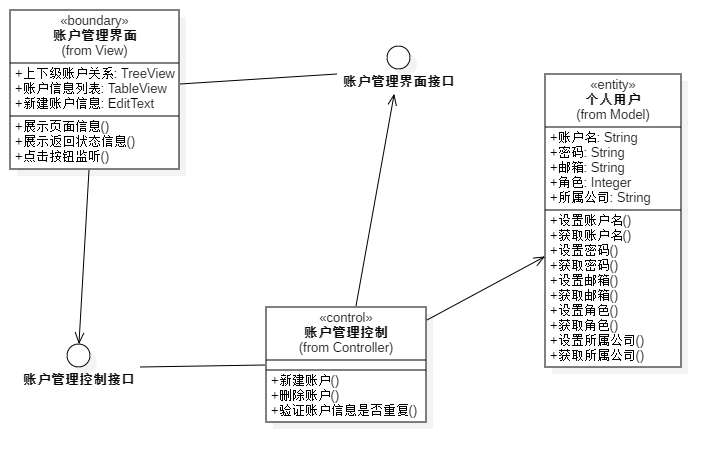 «boundary»
账户管理界面
(from View)
+上下级账户关系: TreeView
+账户信息列表: TableView
+新建账户信息: EditText
+展示页面信息()
+展示返回状态信息()
+点击按钮监听()
账户管理界面接口
«entity»
个人用户
(from Model)
+账户名: String
+密码: String
+邮箱: String
+角色: Integer
+所属公司: String
+设置账户名()
+获取账户名()
+设置密码()
+获取密码()
+设置邮箱()
+获取邮箱()
+设置角色()
+获取角色()
+设置所属公司()
+获取所属公司()
账户管理控制接口
«control»
账户管理控制
(from Controller)
+新建账户()
+删除账户()
+验证账户信息是否重复()